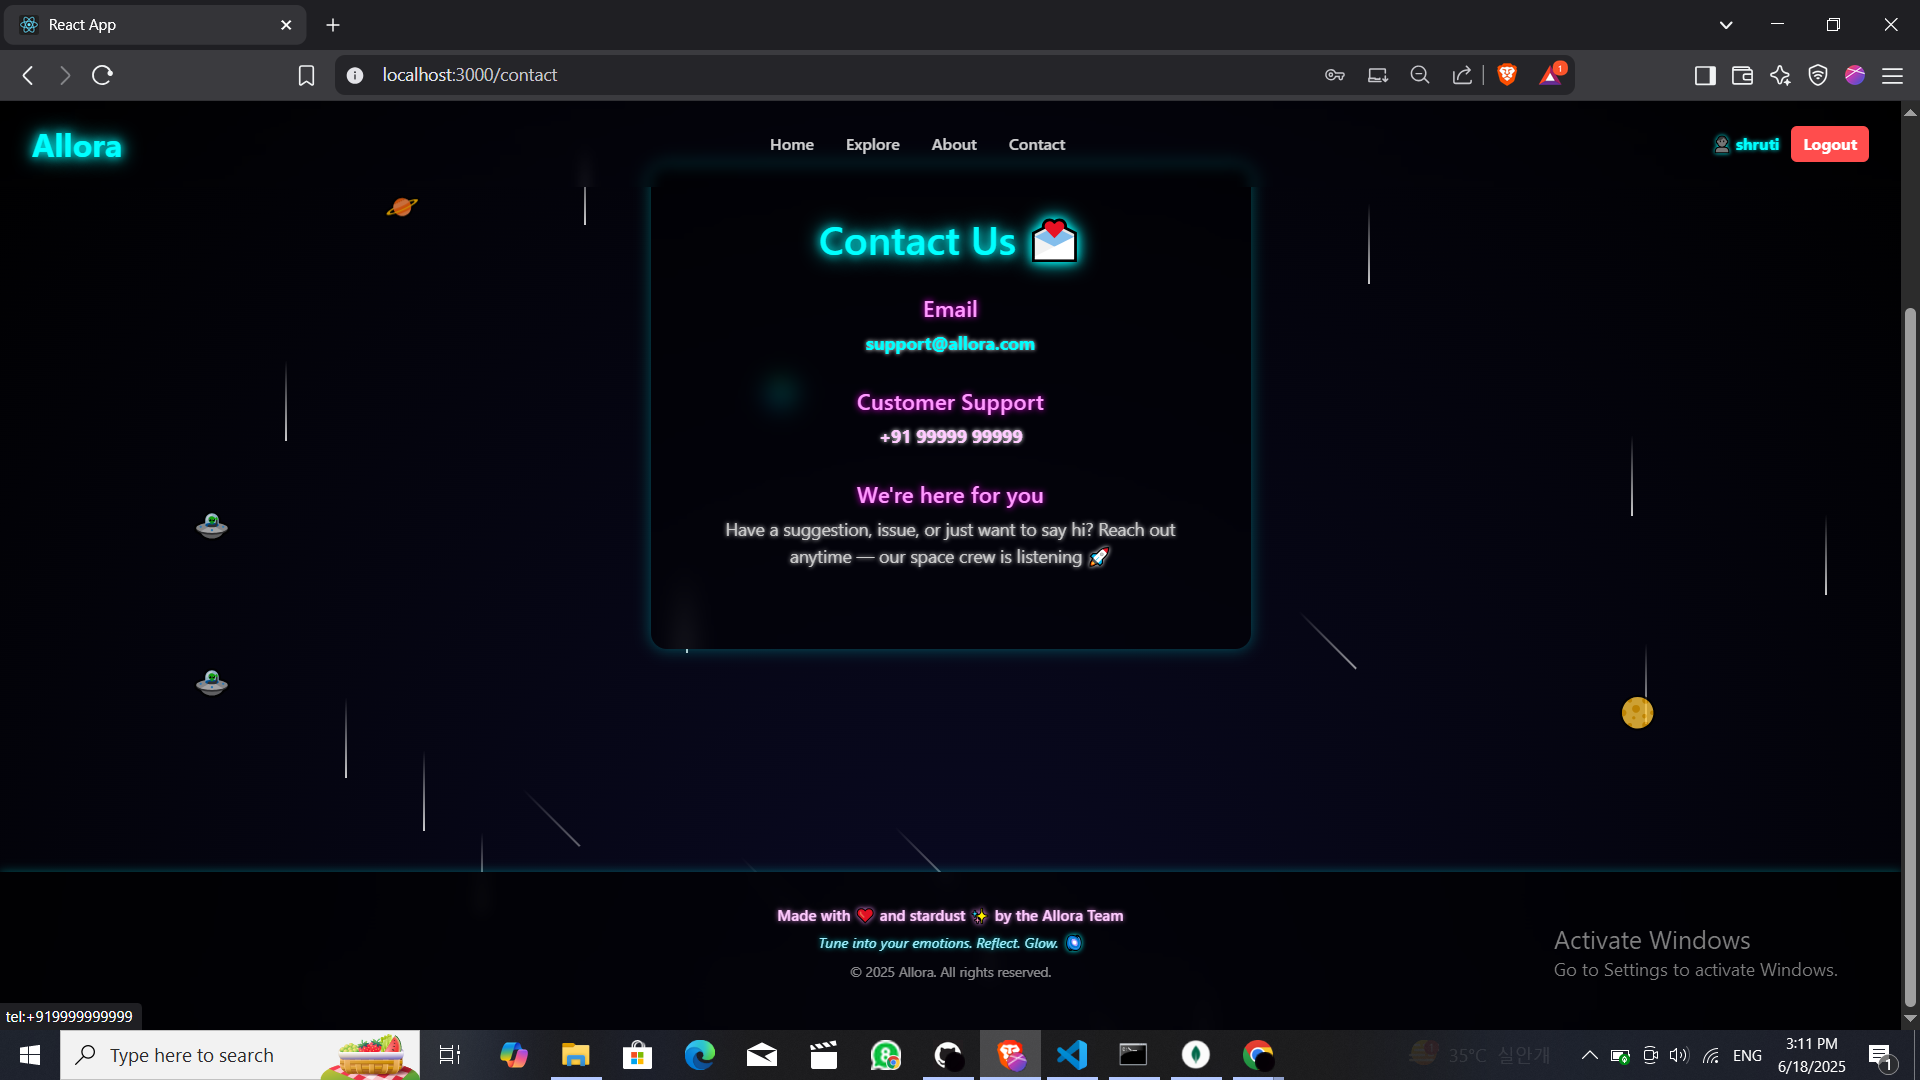 React App
localhost:3000/contact
1
Allora
Home
Explore
About
Contact
shruti
Logout
Contact Us
Email
support@allora.com
Customer Support
+91 99999 99999
We're here for you
Have a suggestion, issue, or just want to say hi? Reach out
anytime — our space crew is listening 🚀
Made with ❤️ and stardust ✨ by the Allora Team
Tune into your emotions. Reflect. Glow.
© 2025 Allora. All rights reserved.
Activate Windows
Go to Settings to activate Windows.
tel:+919999999999
Type here to search
35°C 실안개
ENG
3:11 PM
6/18/2025
1